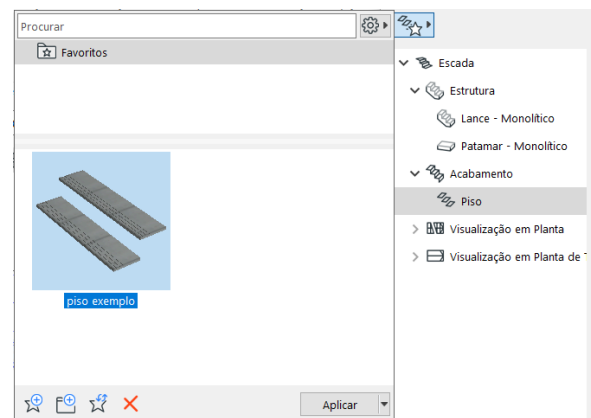 Procurar
Favoritos
piso exemplo
Aplicar
Escada
Estrutura
Lance - Monolítico
Patamar - Monolítico
Acabamento
Piso
Visualização em Planta
Visualização em Planta de